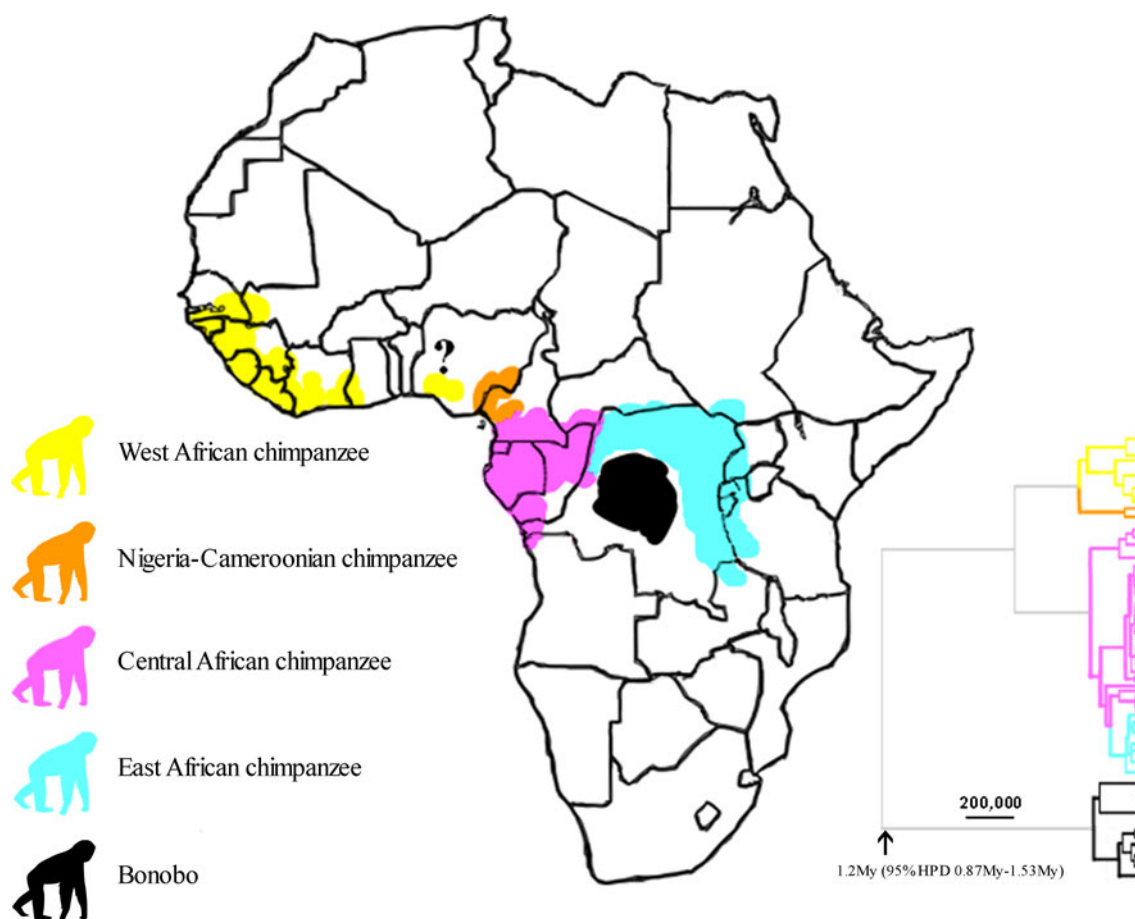 ?
West African chimpanzee
Nigeria-Cameroonian chimpanzee
Central African chimpanzee
East African chimpanzee
Bonobo
200,000
1.2My (95%HPD 0.87My-1.53My)